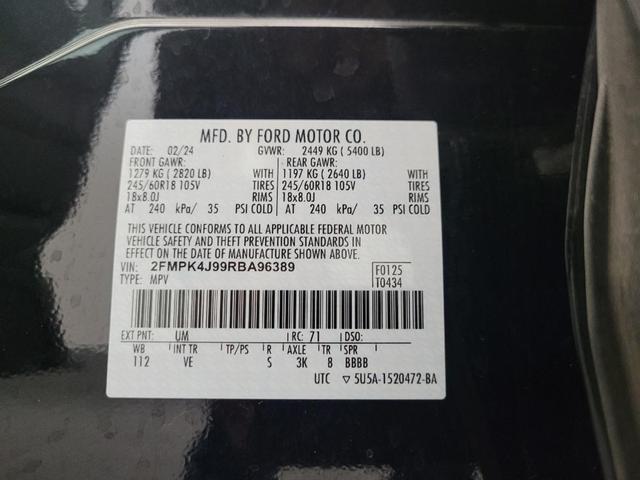 MFD. BY FORD MOTOR CO.
DATE: 02/24 GVWR: 2449 KG ( 5400 LB)
FRONT GAWR: REAR GAWR:
1279 KG ( 2820 LB) WITH 1197 KG ( 2640 LB) WITH
245/60R18 105V TIRES 245/60R18 105V TIRES
18x8.0J RIMS 18x8.0J RIMS
AT 240 kPa/ 35 PSI COLD AT 240 kPa/ 35 PSI COLD
THIS VEHICLE CONFORMS TO ALL APPLICABLE FEDERAL MOTOR
VEHICLE SAFETY AND THEFT PREVENTION STANDARDS IN
EFFECT ON THE DATE OF MANUFACTURE SHOWN ABOVE.
VIN: 2FMPK4J99RBA96389 F0125
TYPE: MPV T0434
EXT PNT: UM RC: 71 DSO:
WB INT TR TP/PS R AXLE TR SPR
112 VE S 3K 8 BBBB
UTC ▽ 5U5A-1520472-BA